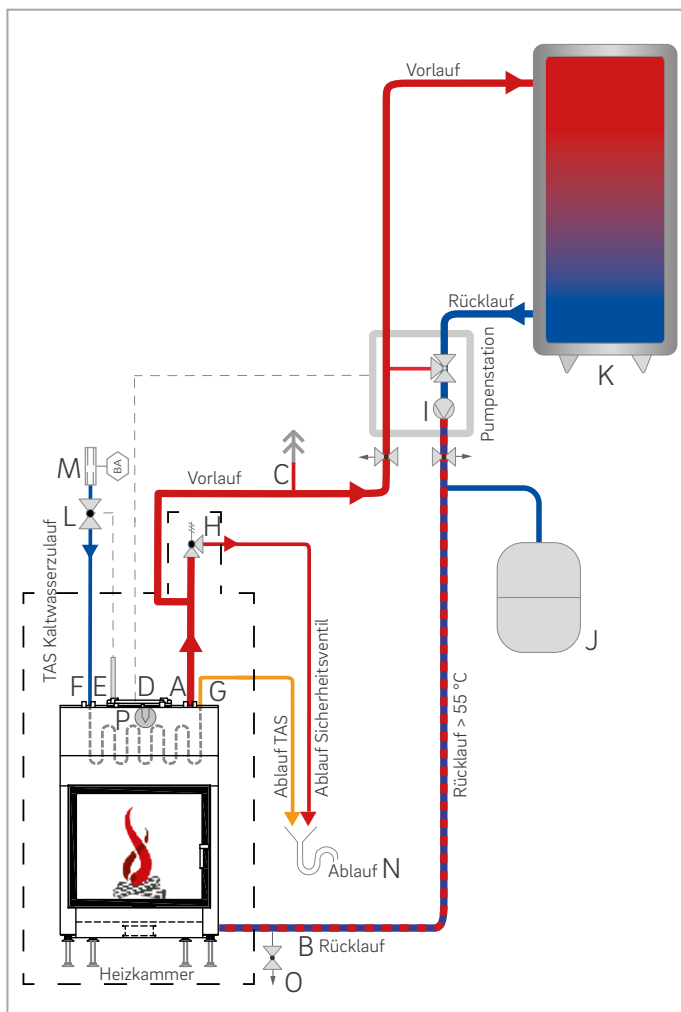 Vorlauf
Rücklauf
K
Pumpenstation
I
M
BA
L
Vorlauf
C
H
TAS Kaltwasserzulauf
J
F
E
D
A
G
P
Ablauf TAS
Ablauf Sicherheitsventil
Rücklauf > 55 °C
Ablauf N
B Rücklauf
Heizkammer
O